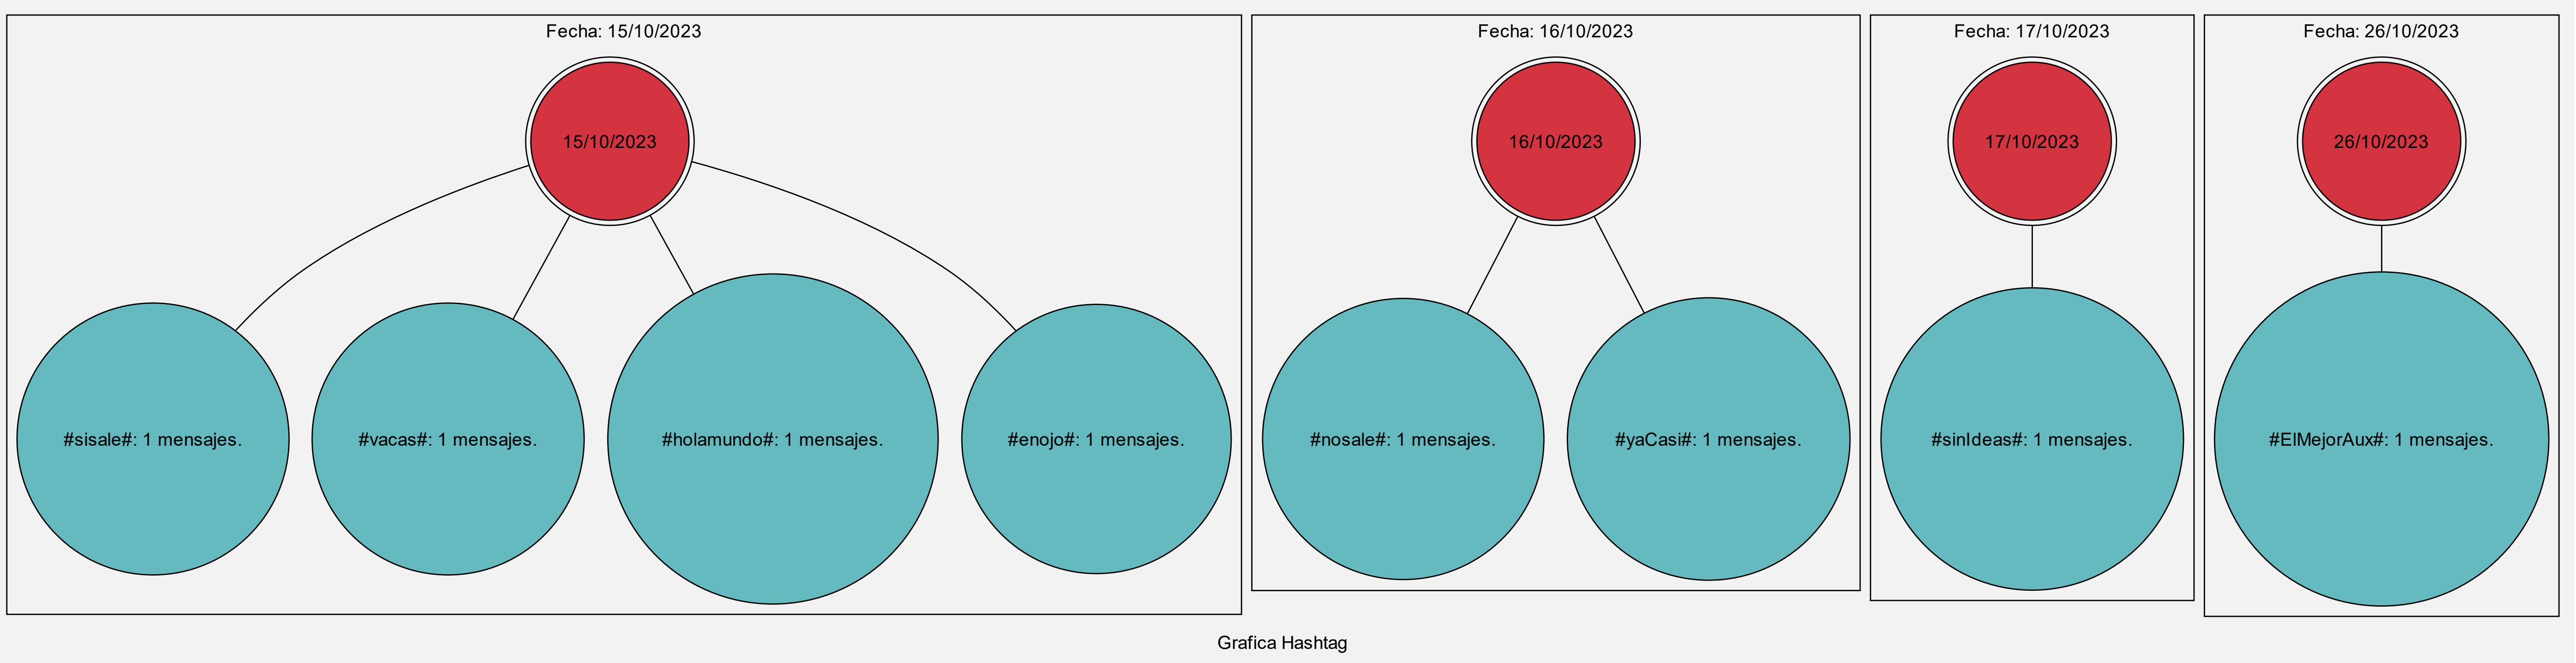 Fecha: 15/10/2023
15/10/2023
#sisale#: 1 mensajes.
#vacas#: 1 mensajes.
#holamundo#: 1 mensajes.
#enojo#: 1 mensajes.
Fecha: 16/10/2023
16/10/2023
#nosale#: 1 mensajes.
#yaCasi#: 1 mensajes.
Fecha: 17/10/2023
17/10/2023
#sinIdeas#: 1 mensajes.
Fecha: 26/10/2023
26/10/2023
#ElMejorAux#: 1 mensajes.
Grafica Hashtag